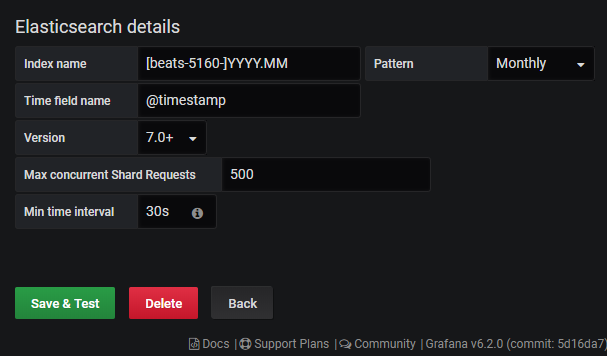 Elasticsearch details
Index name [beats-5160-]YYYY.MM Pattern Monthly
Time field name @timestamp
Version 7.0+
Max concurrent Shard Requests 500
Min time interval 30s
Save & Test Delete Back
Docs | Support Plans | Community | Grafana v6.2.0 (commit: 5d16da7)